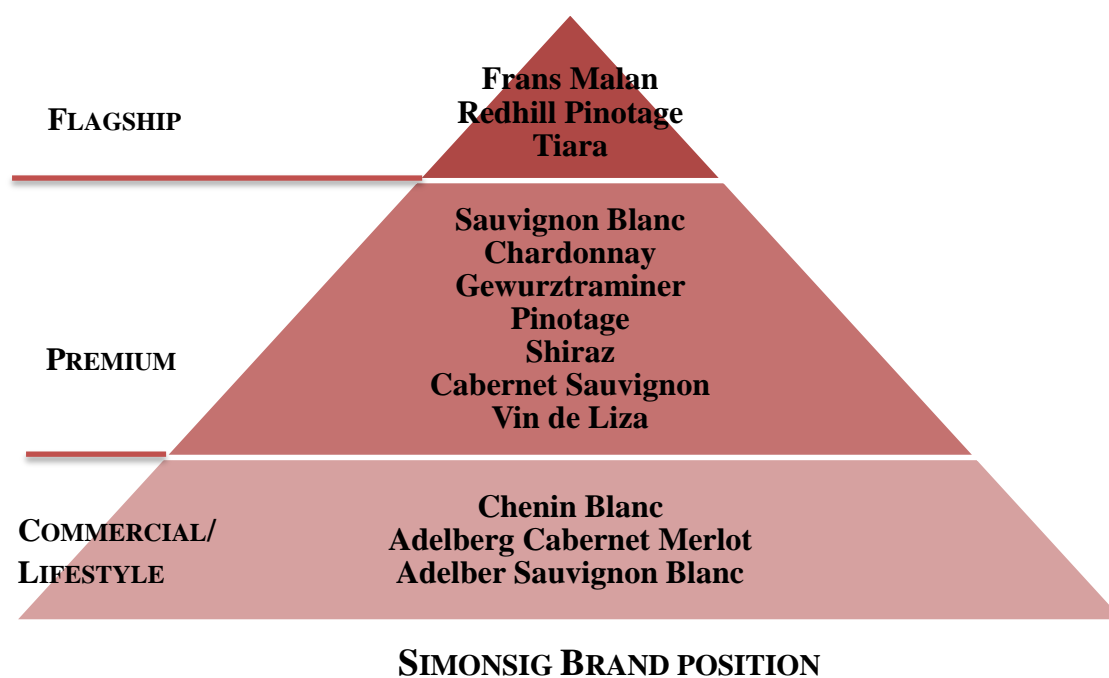 FLAGSHIP
Frans Malan
Redhill Pinotage
Tiara
PREMIUM
Sauvignon Blanc
Chardonnay
Gewurztraminer
Pinotage
Shiraz
Cabernet Sauvignon
Vin de Liza
COMMERCIAL/
LIFESTYLE
Chenin Blanc
Adelberg Cabernet Merlot
Adelber Sauvignon Blanc
SIMONSIG BRAND POSITION